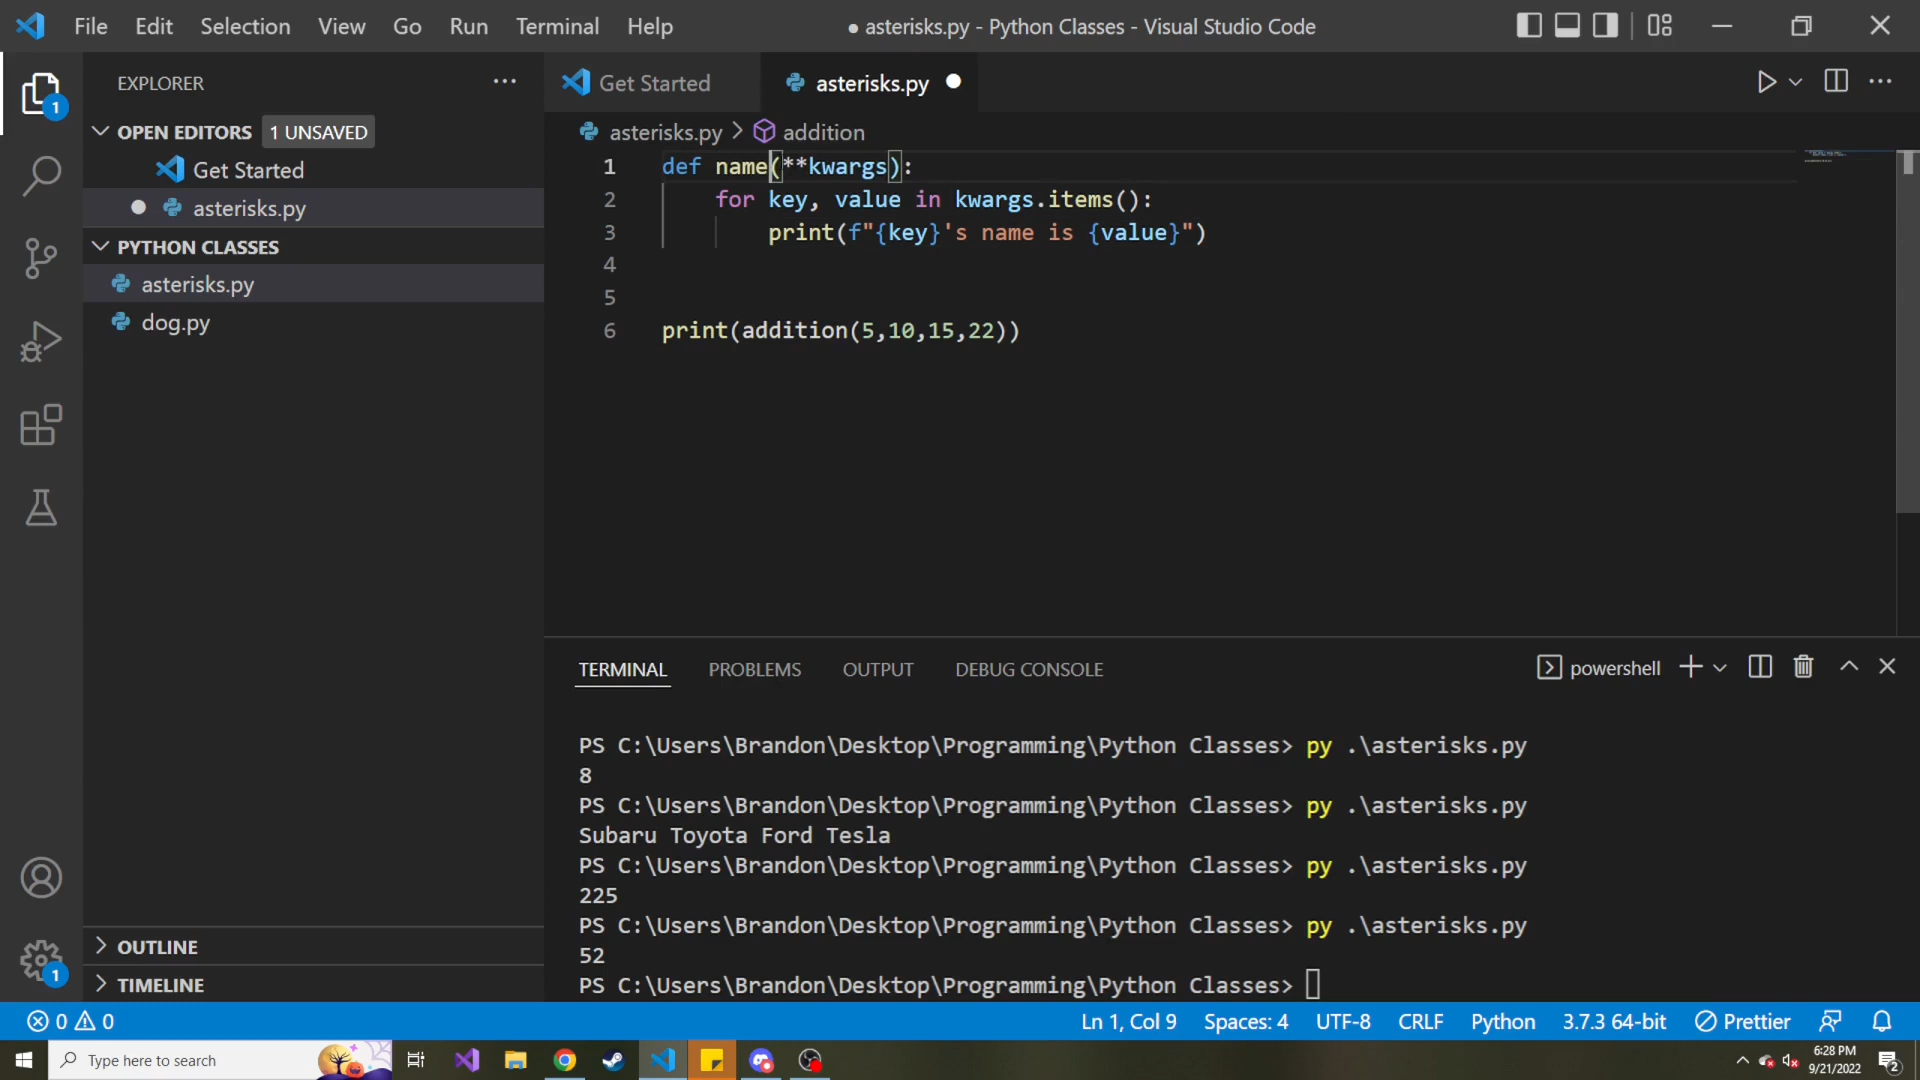 File Edit Selection View Go Run Terminal Help
● asterisks.py - Python Classes - Visual Studio Code
EXPLORER
1
OPEN EDITORS 1 UNSAVED
Get Started
asterisks.py
PYTHON CLASSES
asterisks.py
dog.py
OUTLINE
TIMELINE
1
Get Started asterisks.py
asterisks.py > addition
1 def name(**kwargs):
2 for key, value in kwargs.items():
3 print(f"{key}'s name is {value}")
4
5
6 print(addition(5,10,15,22))
TERMINAL PROBLEMS OUTPUT DEBUG CONSOLE
powershell
PS C:\Users\Brandon\Desktop\Programming\Python Classes> py .\asterisks.py
8
PS C:\Users\Brandon\Desktop\Programming\Python Classes> py .\asterisks.py
Subaru Toyota Ford Tesla
PS C:\Users\Brandon\Desktop\Programming\Python Classes> py .\asterisks.py
225
PS C:\Users\Brandon\Desktop\Programming\Python Classes> py .\asterisks.py
52
PS C:\Users\Brandon\Desktop\Programming\Python Classes>
0 0 Ln 1, Col 9 Spaces: 4 UTF-8 CRLF Python 3.7.3 64-bit Prettier
Type here to search
6:28 PM
9/21/2022
2